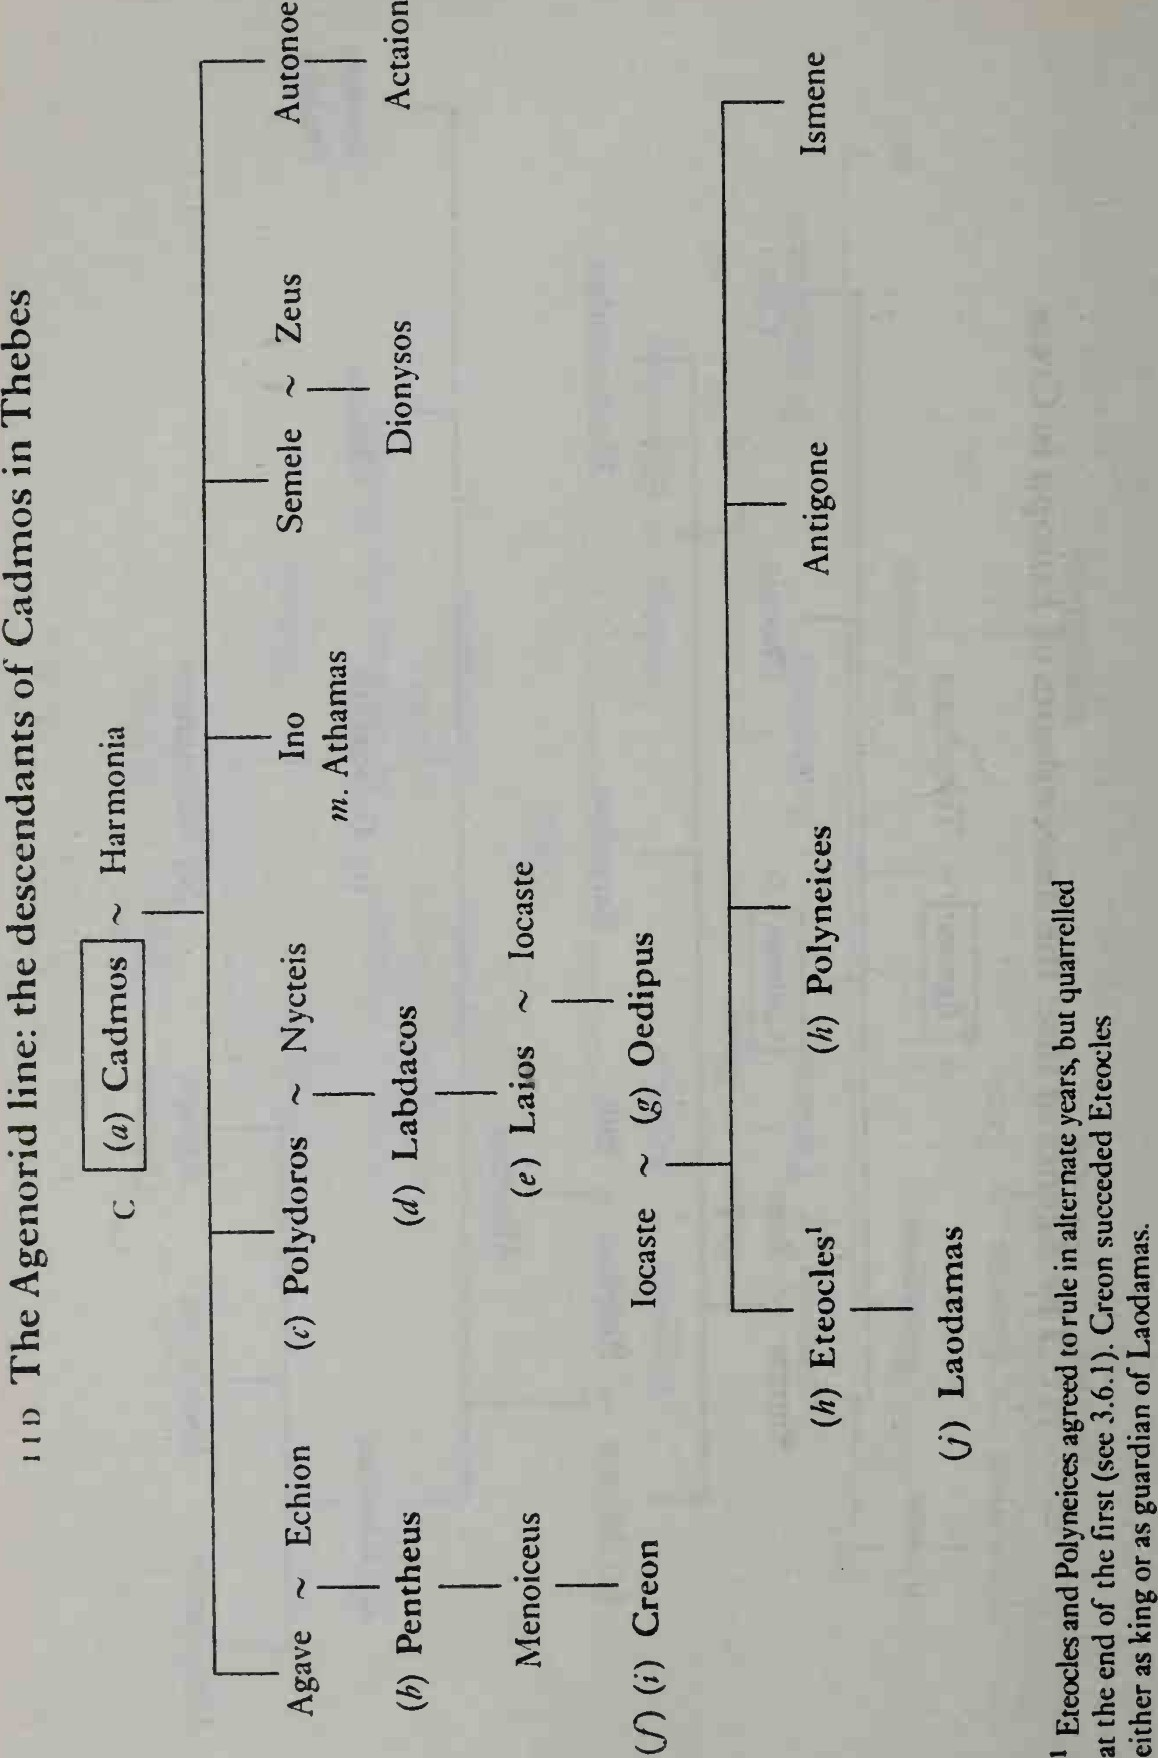 11D The Agenorid line: the descendants of Cadmos in Thebes
C (a) Cadmos ~ Harmonia
Agave ~ Echion (c) Polydoros ~ Nycteis Ino Semele ~ Zeus Autonoe
m. Athamas
(b) Pentheus (d) Labdacos Dionysos Actaion
Menoiceus (e) Laios ~ Iocaste
(f) (i) Creon Iocaste ~ (g) Oedipus
(h) Eteocles¹ (h) Polyneices Antigone Ismene
(j) Laodamas
¹ Eteocles and Polyneices agreed to rule in alternate years, but quarrelled
at the end of the first (see 3.6.1). Creon succeded Eteocles
either as king or as guardian of Laodamas.